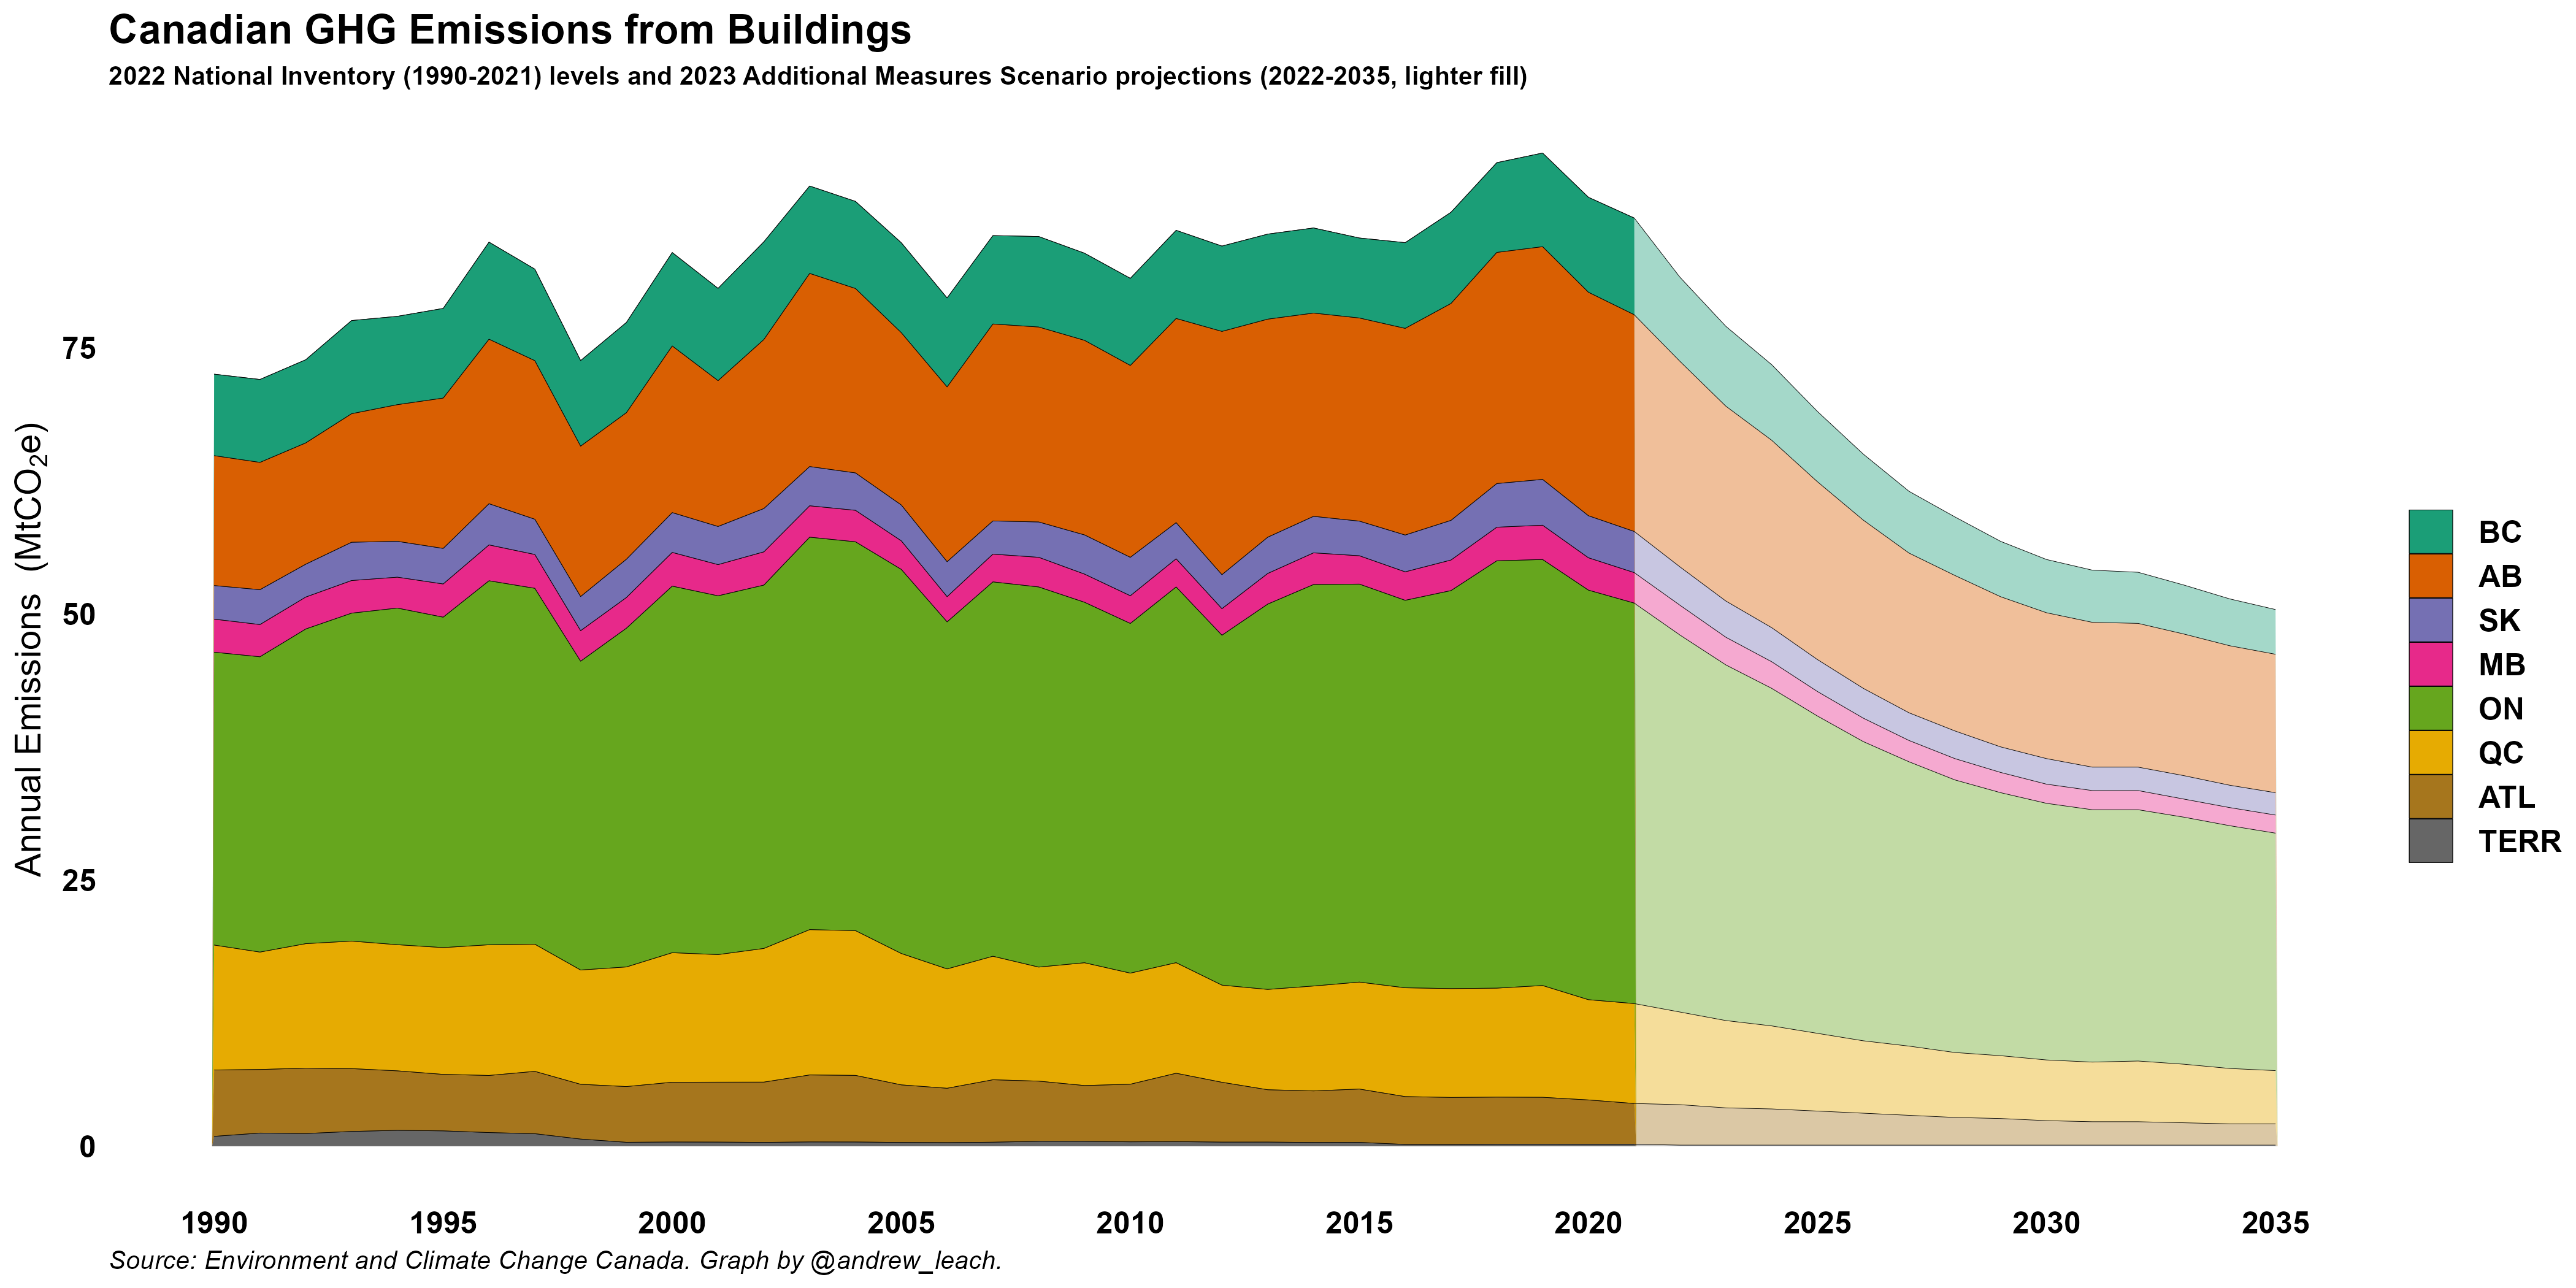 Canadian GHG Emissions from Buildings
2022 National Inventory (1990-2021) levels and 2023 Additional Measures Scenario projections (2022-2035, lighter fill)
Annual Emissions (MtCO₂e)
75
50
25
0
1990 1995 2000 2005 2010 2015 2020 2025 2030 2035
BC
AB
SK
MB
ON
QC
ATL
TERR
Source: Environment and Climate Change Canada. Graph by @andrew_leach.